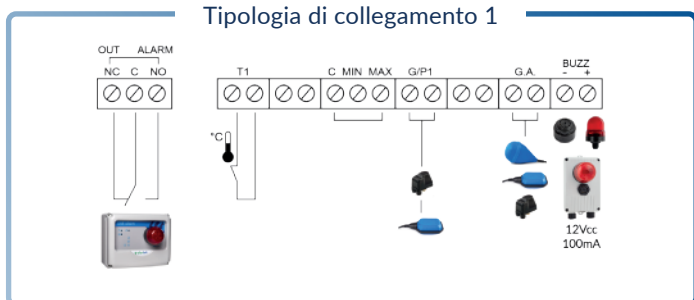 Tipologia di collegamento 1
OUT ALARM
NC C NO
T1
C MIN MAX
G/P1
G.A.
BUZZ
- +
°C
12Vcc
100mA